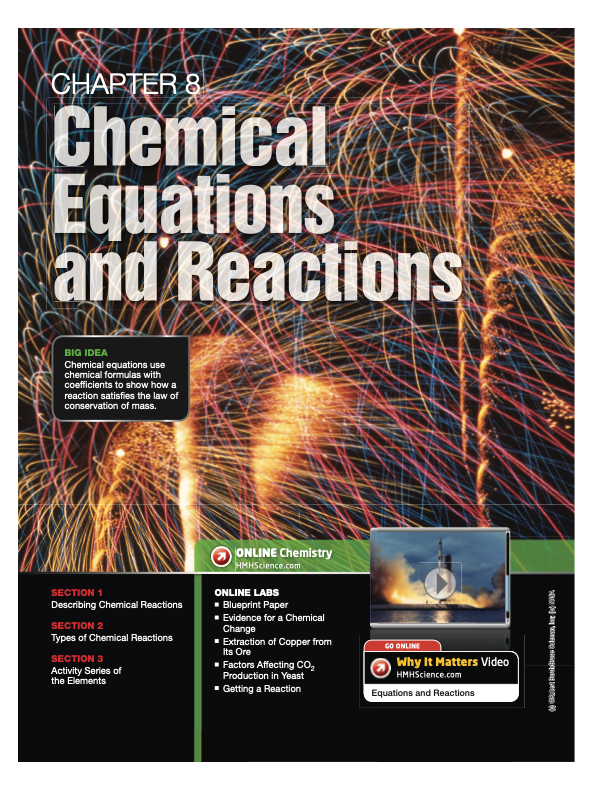 CHAPTER 8
Chemical
Equations
and Reactions
BIG IDEA
Chemical equations use
chemical formulas with
coefficients to show how a
reaction satisfies the law of
conservation of mass.
ONLINE Chemistry
HMHScience.com
SECTION 1
Describing Chemical Reactions
SECTION 2
Types of Chemical Reactions
SECTION 3
Activity Series of
the Elements
ONLINE LABS
Blueprint Paper
Evidence for a Chemical
Change
Extraction of Copper from
Its Ore
Factors Affecting CO2
Production in Yeast
Getting a Reaction
GO ONLINE
Why It Matters Video
HMHScience.com
Equations and Reactions